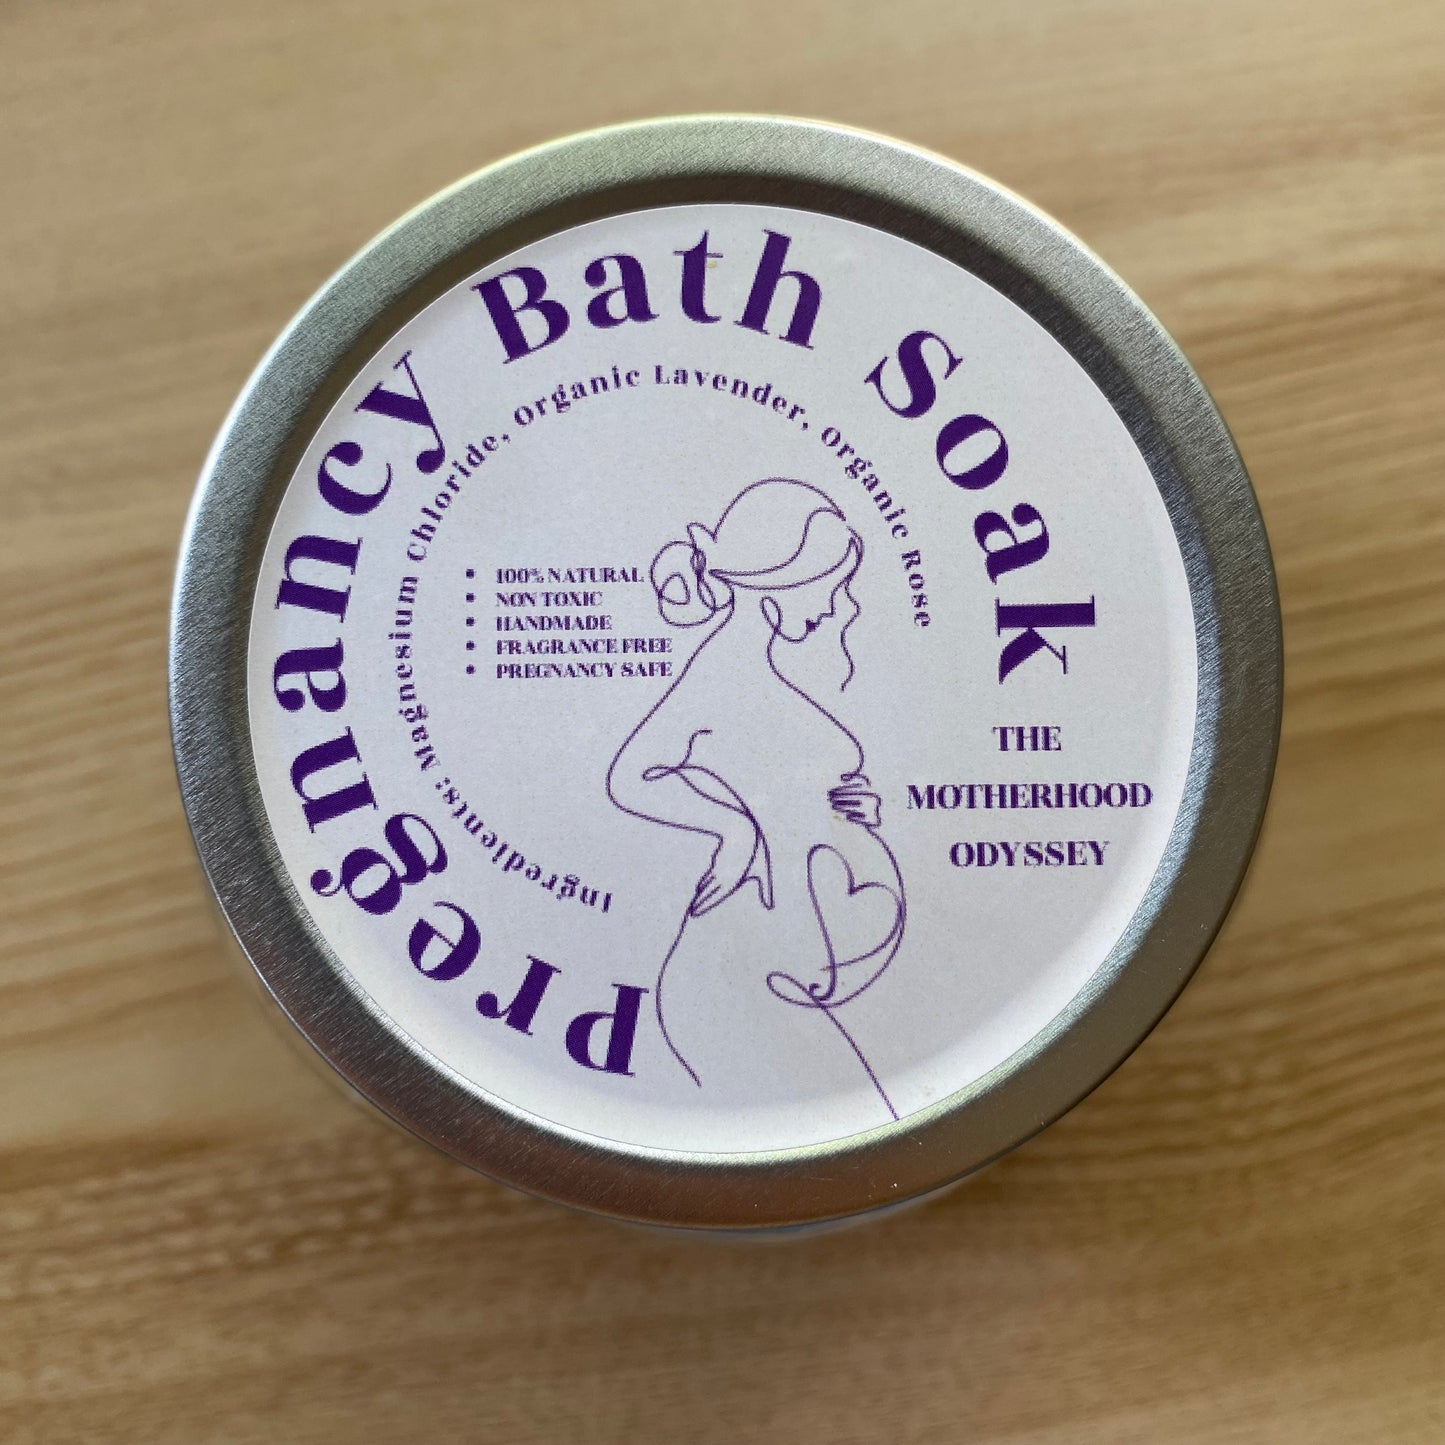 Pregnancy Bath Soak
Ingredients: Magnesium Chloride, Organic Lavender, Organic Rose
• 100% NATURAL
• NON TOXIC
• HANDMADE
• FRAGRANCE FREE
• PREGNANCY SAFE
THE
MOTHERHOOD
ODYSSEY